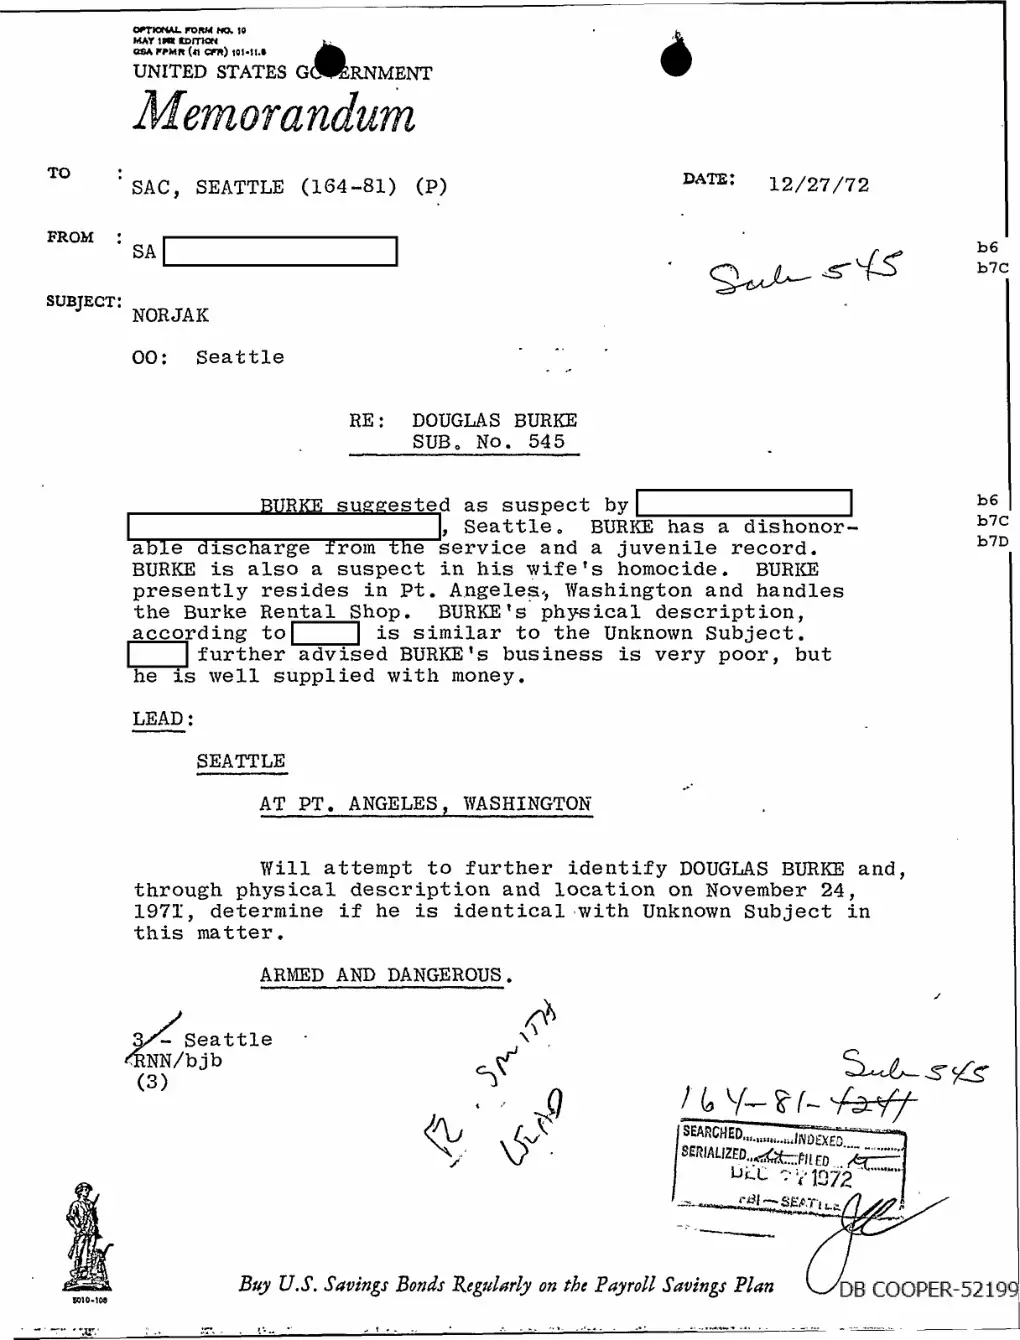 OPTIONAL FORM NO. 10
MAY 1962 EDITION
GSA FPMR (41 CFR) 101-11.6
UNITED STATES GOVERNMENT
Memorandum
TO : SAC, SEATTLE (164-81) (P)
DATE: 12/27/72
FROM : SA
b6
b7C
Sub 545
SUBJECT: NORJAK
OO: Seattle
RE: DOUGLAS BURKE
SUB. No. 545
BURKE suggested as suspect by
, Seattle. BURKE has a dishonor-
able discharge from the service and a juvenile record.
BURKE is also a suspect in his wife's homocide. BURKE
presently resides in Pt. Angeles, Washington and handles
the Burke Rental Shop. BURKE's physical description,
according to is similar to the Unknown Subject.
further advised BURKE's business is very poor, but
he is well supplied with money.
b6
b7C
b7D
LEAD:
SEATTLE
AT PT. ANGELES, WASHINGTON
Will attempt to further identify DOUGLAS BURKE and,
through physical description and location on November 24,
1971, determine if he is identical with Unknown Subject in
this matter.
ARMED AND DANGEROUS.
3 - Seattle
RNN/bjb
(3)
R. SMITH
LEAD
Sub 545
164-81-4241
SEARCHED INDEXED
SERIALIZED FILED
DEC 27 1972
FBI - SEATTLE
5010-108
Buy U.S. Savings Bonds Regularly on the Payroll Savings Plan
DB COOPER-52199